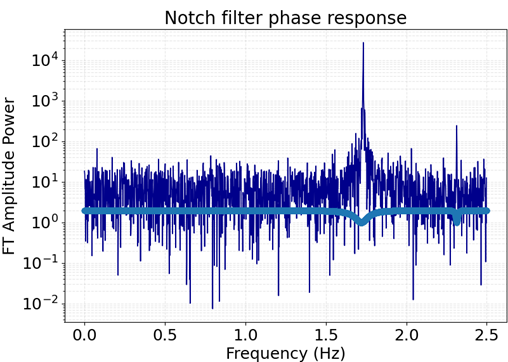 Notch filter phase response
FT Amplitude Power
10⁴
10³
10²
10¹
10⁰
10⁻¹
10⁻²
0.0 0.5 1.0 1.5 2.0 2.5
Frequency (Hz)